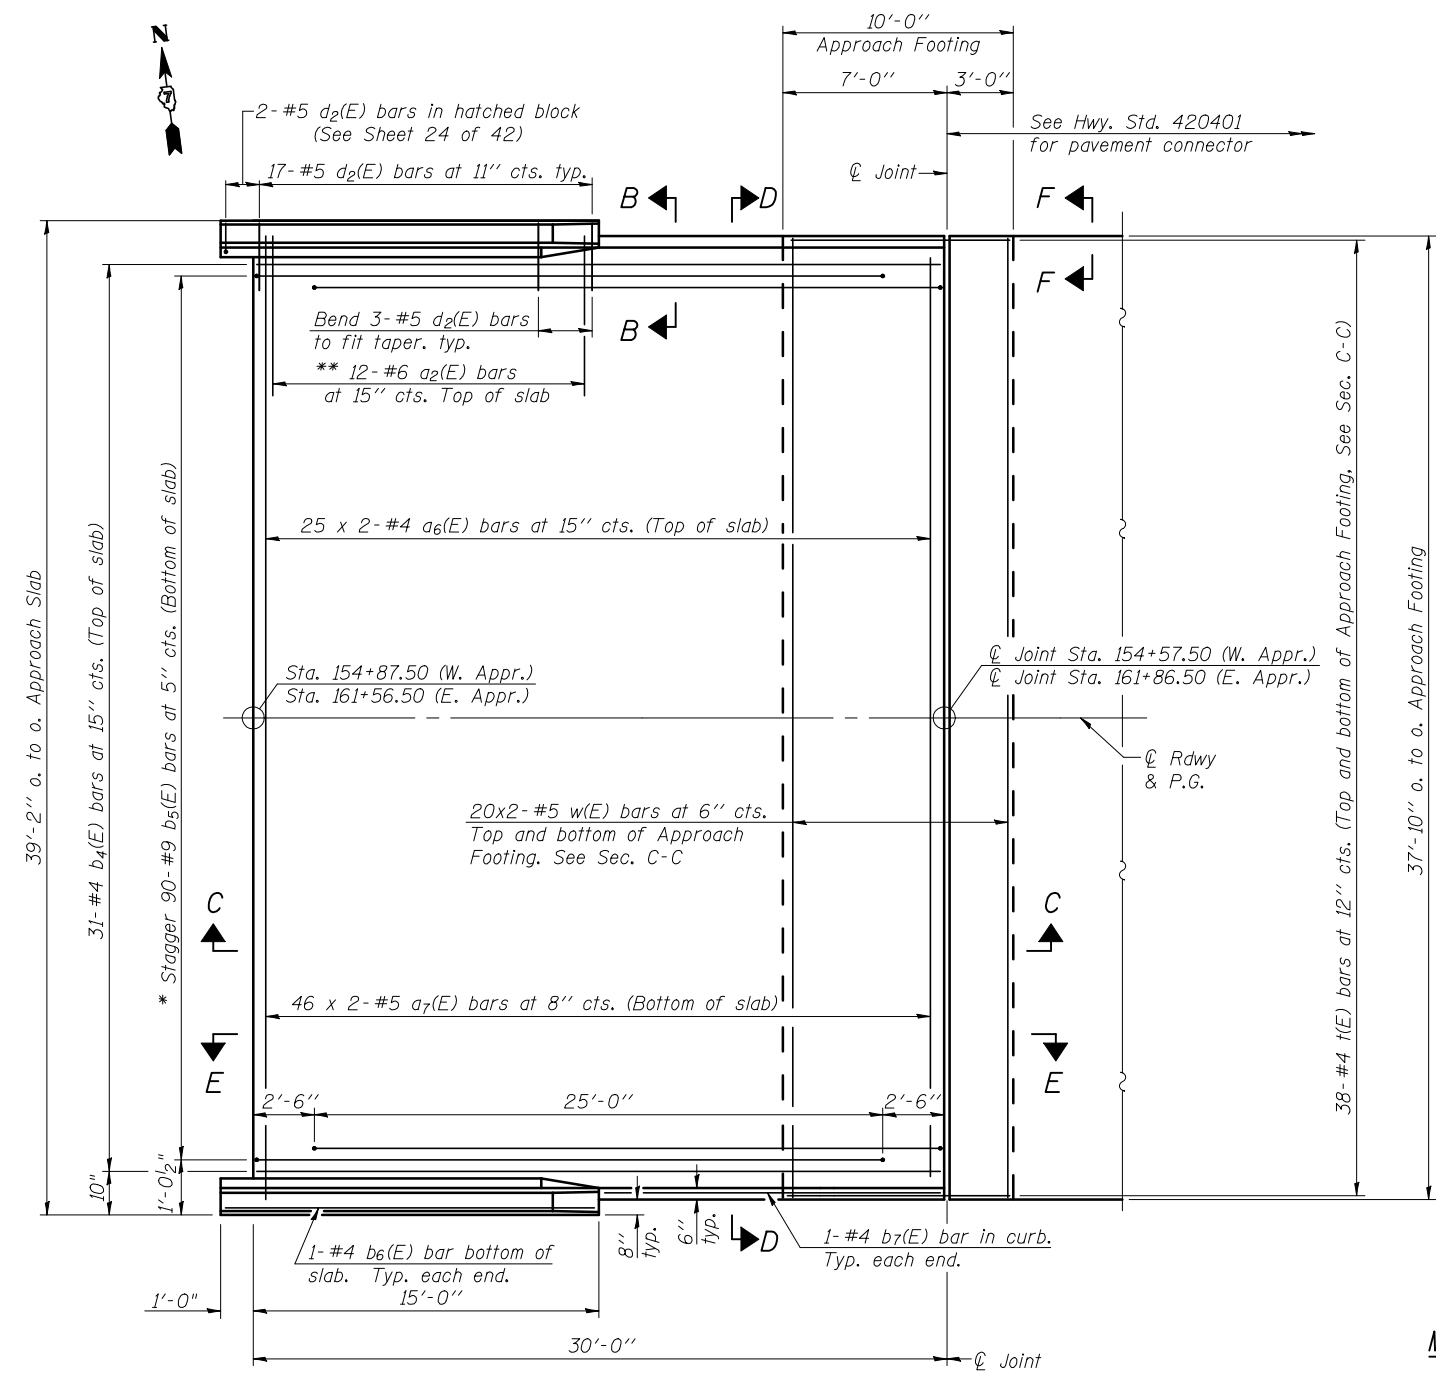 N
7
10'-0''
Approach Footing
7'-0''
3'-0''
2-#5 d2(E) bars in hatched block
(See Sheet 24 of 42)
17-#5 d2(E) bars at 11'' cts. typ.
See Hwy. Std. 420401
for pavement connector
℄ Joint
B
D
F
F
B
Bend 3-#5 d2(E) bars
to fit taper. typ.
** 12-#6 a2(E) bars
at 15'' cts. Top of slab
25 x 2-#4 a6(E) bars at 15'' cts. (Top of slab)
39'-2'' o. to o. Approach Slab
31-#4 b4(E) bars at 15'' cts. (Top of slab)
* Stagger 90-#9 b5(E) bars at 5'' cts. (Bottom of slab)
38-#4 t(E) bars at 12'' cts. (Top and bottom of Approach Footing, See Sec. C-C)
37'-10'' o. to o. Approach Footing
Sta. 154+87.50 (W. Appr.)
Sta. 161+56.50 (E. Appr.)
℄ Joint Sta. 154+57.50 (W. Appr.)
℄ Joint Sta. 161+86.50 (E. Appr.)
℄ Rdwy
& P.G.
20x2-#5 w(E) bars at 6'' cts.
Top and bottom of Approach
Footing. See Sec. C-C
C
C
46 x 2-#5 a7(E) bars at 8'' cts. (Bottom of slab)
E
E
2'-6''
25'-0''
2'-6''
10"
1'-0½"
8''
typ.
6''
typ.
D
1-#4 b6(E) bar bottom of
slab. Typ. each end.
1-#4 b7(E) bar in curb.
Typ. each end.
1'-0"
15'-0''
30'-0''
℄ Joint